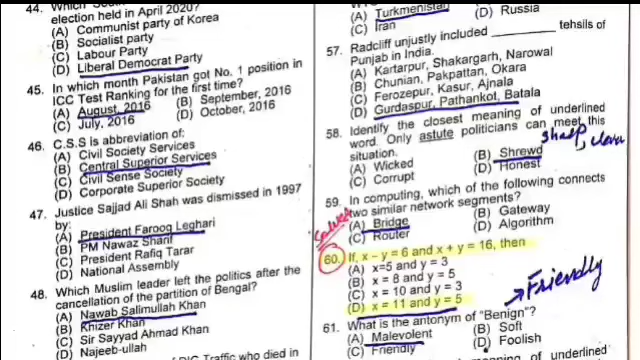 44. Which
election held in April 2020?
(A) Communist party of Korea
(B) Socialist party
(C) Labour Party
(D) Liberal Democrat Party
45. In which month Pakistan got No. 1 position in
ICC Test Ranking for the first time?
(A) August, 2016 (B) September, 2016
(C) July, 2016 (D) October, 2016
46. C.S.S is abbreviation of:
(A) Civil Society Services
(B) Central Superior Services
(C) Civil Sense Society
(D) Corporate Superior Society
47. Justice Sajjad Ali Shah was dismissed in 1997
by:
(A) President Farooq Leghari
(B) PM Nawaz Sharif
(C) President Rafiq Tarar
(D) National Assembly
48. Which Muslim leader left the politics after the
cancellation of the partition of Bengal?
(A) Nawab Salimullah Khan
(B) Khizer Khan
(C) Sir Sayyad Ahmad Khan
(D) Najeeb-ullah
Traffic who died in
(A) Turkmenistan (D) Russia
(C) Iran
57. Radcliff unjustly included ________ tehsils of
Punjab in India.
(A) Kartarpur, Shakargarh, Narowal
(B) Chunian, Pakpattan, Okara
(C) Ferozepur, Kasur, Ajnala
(D) Gurdaspur, Pathankot, Batala
58. Identify the closest meaning of underlined
word. Only astute politicians can meet this
situation. sharp, clever
(A) Wicked (B) Shrewd
(C) Corrupt (D) Honest
59. In computing, which of the following connects
two similar network segments?
(A) Bridge (B) Gateway
(C) Router (D) Algorithm
60. If, x – y = 6 and x + y = 16, then
(A) x=5 and y = 3
(B) x = 8 and y = 5
(C) x = 10 and y = 3
(D) x = 11 and y = 5
→ Friendly
61. What is the antonym of "Benign"?
(A) Malevolent (B) Soft
(C) Friendly (D) Foolish